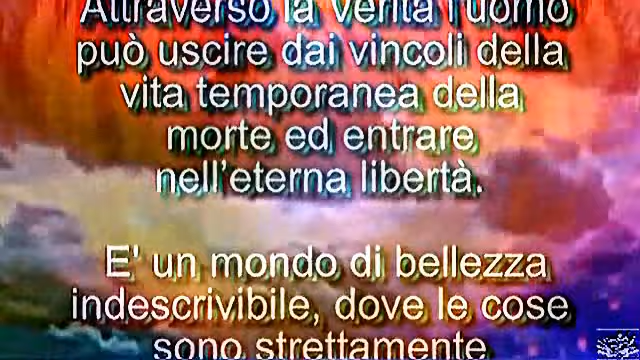 Attraverso la Verità l'uomo
può uscire dai vincoli della
vita temporanea della
morte ed entrare
nell'eterna libertà.
E' un mondo di bellezza
indescrivibile, dove le cose
sono strettamente